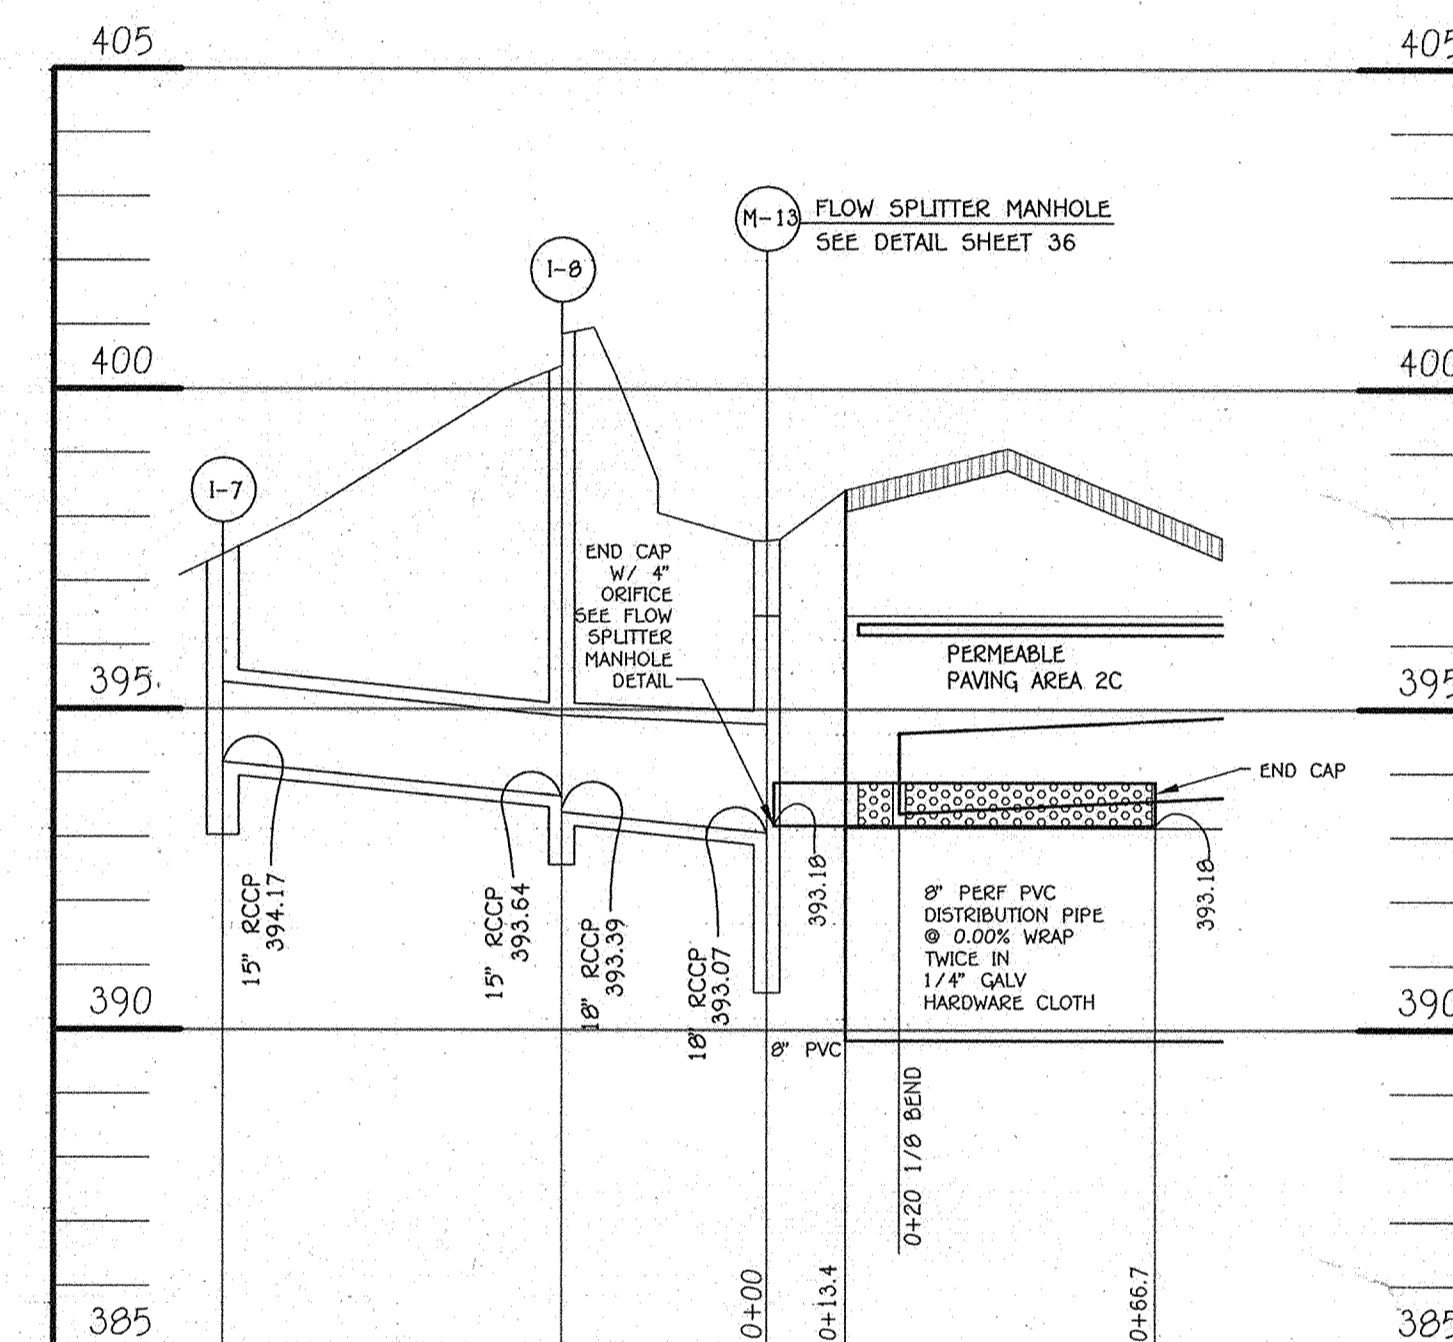 405
405
M-13
FLOW SPLITTER MANHOLE
SEE DETAIL SHEET 36
I-8
400
400
I-7
END CAP
W/ 4"
ORIFICE
SEE FLOW
SPLITTER
MANHOLE
DETAIL
PERMEABLE
PAVING AREA 2C
395
395
END CAP
15" RCCP
394.17
15" RCCP
393.64
18" RCCP
393.39
18" RCCP
393.07
393.18
8" PERF PVC
DISTRIBUTION PIPE
@ 0.00% WRAP
TWICE IN
1/4" GALV
HARDWARE CLOTH
393.18
390
390
8" PVC
0+20 1/8 BEND
0+00
0+13.4
0+66.7
385
385